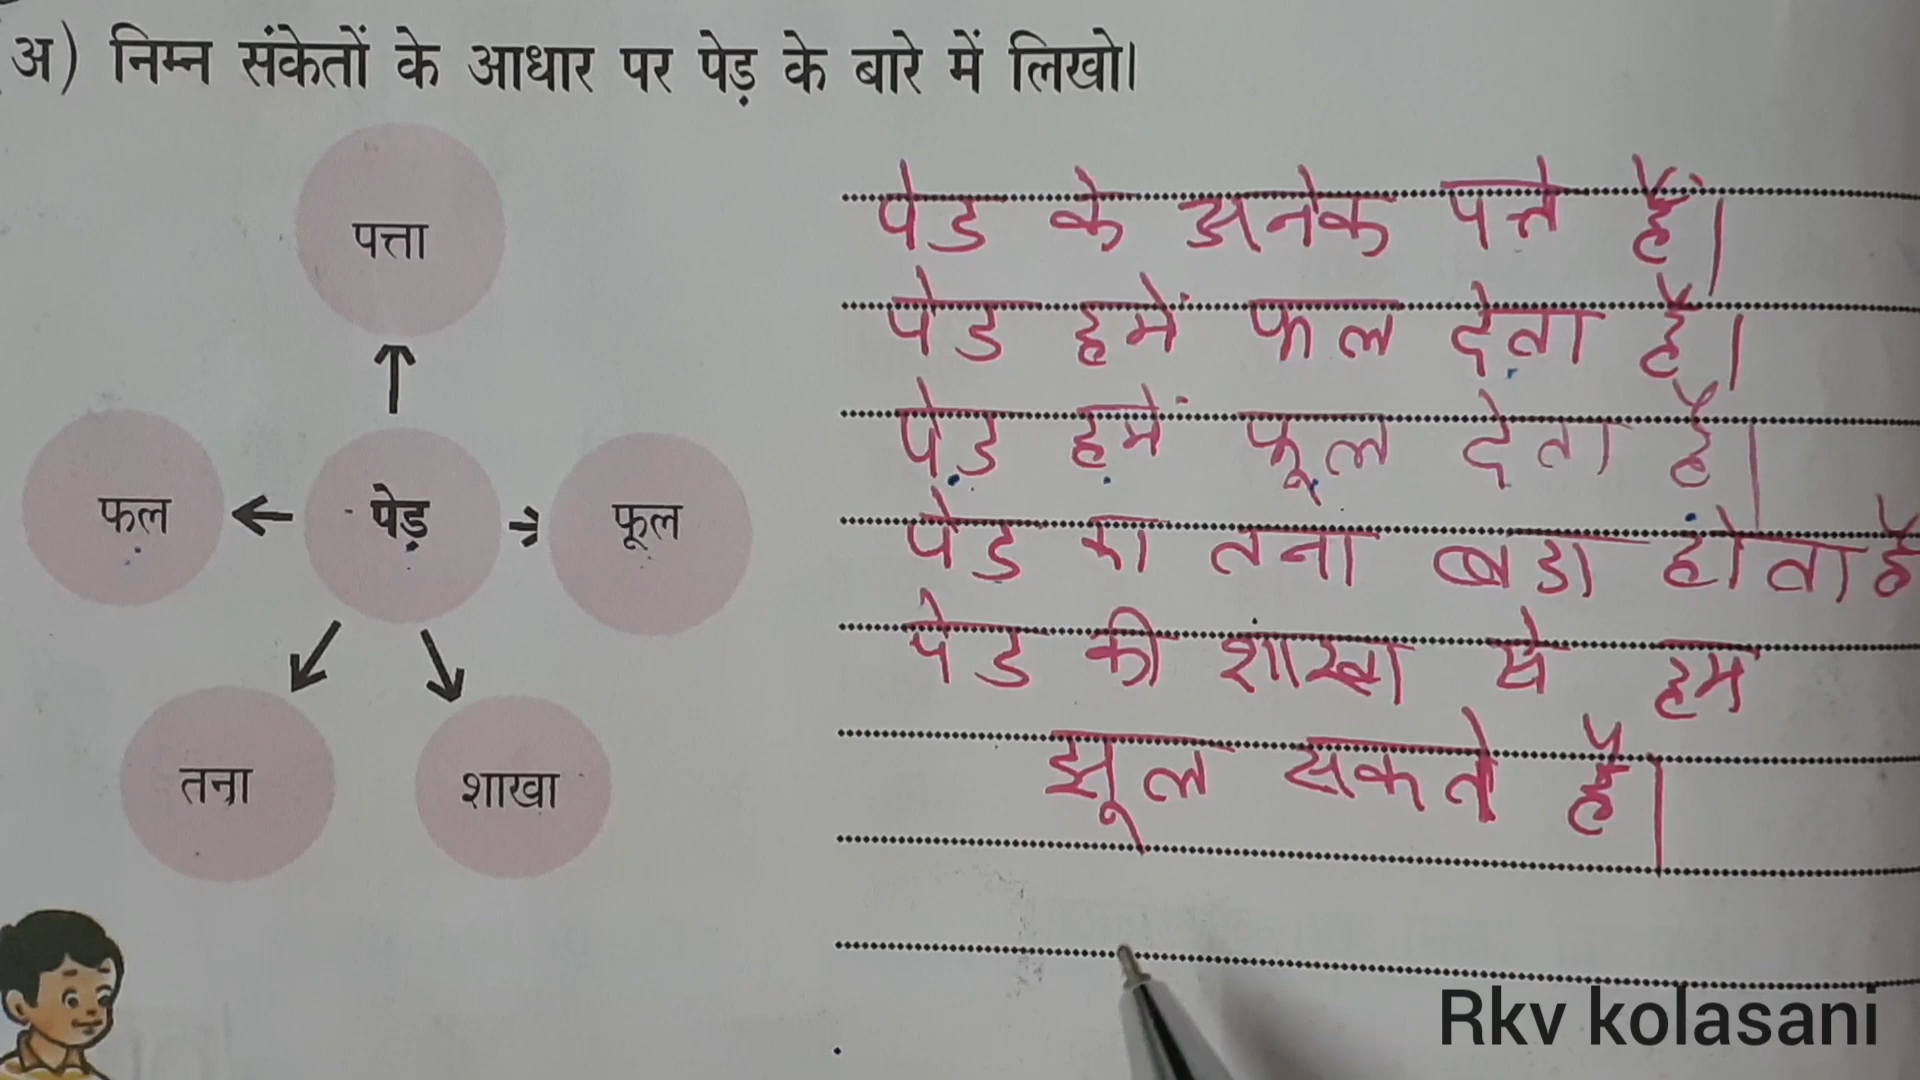 अ) निम्न संकेतों के आधार पर पेड़ के बारे में लिखो।
पत्ता
फल
पेड़
फूल
तना
शाखा
पेड के अनेक पत्ते हैं।
पेड हमें फल देता है।
पेड़ हमें फूल देता है।
पेड का तना बडा होता है
पेड की शाखा से हम
झूल सकते है।
Rkv kolasani